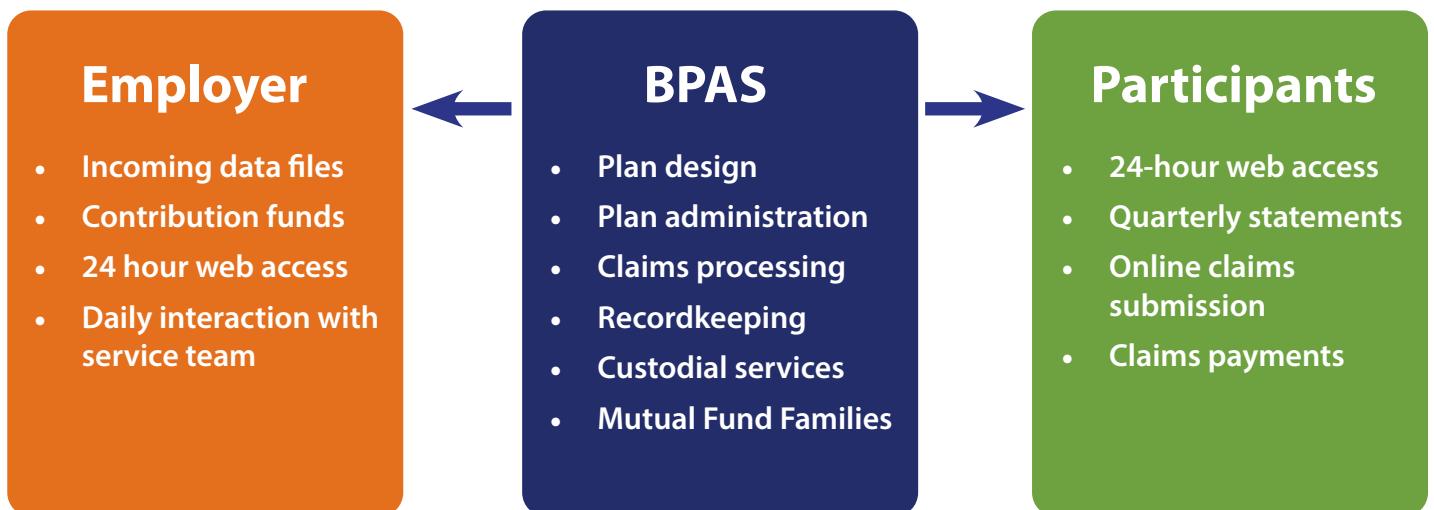 Employer
• Incoming data files
• Contribution funds
• 24 hour web access
• Daily interaction with
service team
BPAS
• Plan design
• Plan administration
• Claims processing
• Recordkeeping
• Custodial services
• Mutual Fund Families
Participants
• 24-hour web access
• Quarterly statements
• Online claims
submission
• Claims payments